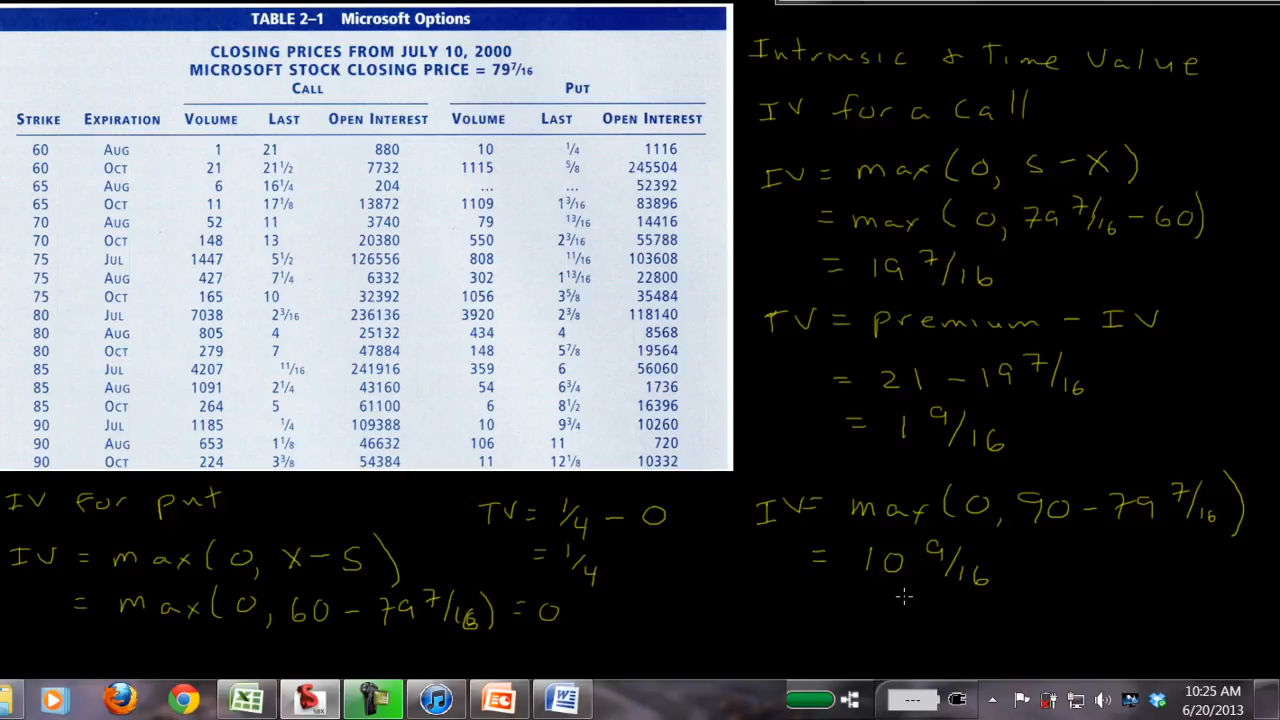 TABLE 2–1 Microsoft Options
CLOSING PRICES FROM JULY 10, 2000
MICROSOFT STOCK CLOSING PRICE = 79 7/16
CALL PUT
STRIKE EXPIRATION VOLUME LAST OPEN INTEREST VOLUME LAST OPEN INTEREST
60 AUG 1 21 880 10 1/4 1116
60 OCT 21 21 1/2 7732 1115 5/8 245504
65 AUG 6 16 1/4 204 ... ... 52392
65 OCT 11 17 1/8 13872 1109 1 3/16 83896
70 AUG 52 11 3740 79 13/16 14416
70 OCT 148 13 20380 550 2 3/16 55788
75 JUL 1447 5 1/2 126556 808 11/16 103608
75 AUG 427 7 1/4 6332 302 1 13/16 22800
75 OCT 165 10 32392 1056 3 5/8 35484
80 JUL 7038 2 3/16 236136 3920 2 3/8 118140
80 AUG 805 4 25132 434 4 8568
80 OCT 279 7 47884 148 5 7/8 19564
85 JUL 4207 11/16 241916 359 6 56060
85 AUG 1091 2 1/4 43160 54 6 3/4 1736
85 OCT 264 5 61100 6 8 1/2 16396
90 JUL 1185 1/4 109388 10 9 3/4 10260
90 AUG 653 1 1/8 46632 106 11 720
90 OCT 224 3 3/8 54384 11 12 1/8 10332
Intrinsic & Time Value
IV for a call
IV = max(0, S-X)
= max(0, 79 7/16 - 60)
= 19 7/16
TV = premium - IV
= 21 - 19 7/16
= 1 9/16
IV for put
IV = max(0, X-S)
= max(0, 60 - 79 7/16) = 0
TV = 1/4 - 0
= 1/4
IV = max(0, 90 - 79 7/16)
= 10 9/16
10:25 AM
6/20/2013